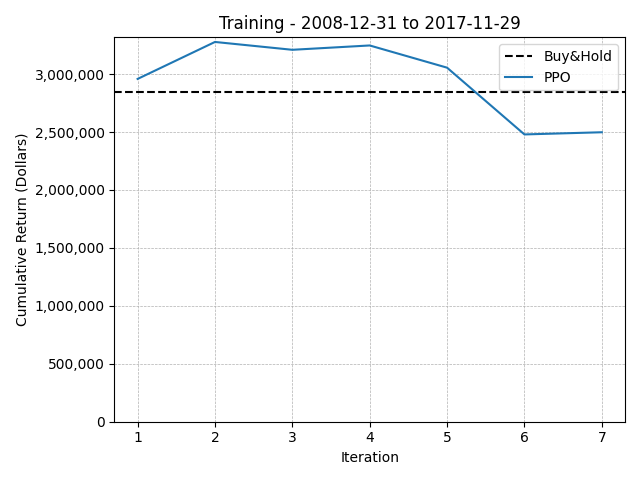 Training - 2008-12-31 to 2017-11-29
Buy&Hold
PPO
Cumulative Return (Dollars)
3,000,000
2,500,000
2,000,000
1,500,000
1,000,000
500,000
0
1 2 3 4 5 6 7
Iteration